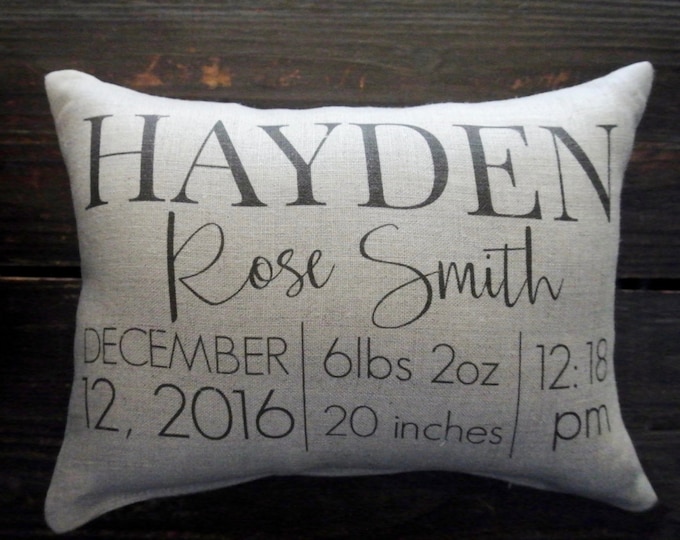 HAYDEN
Rose Smith
DECEMBER
12, 2016
6lbs 2oz
20 inches
12:18
pm